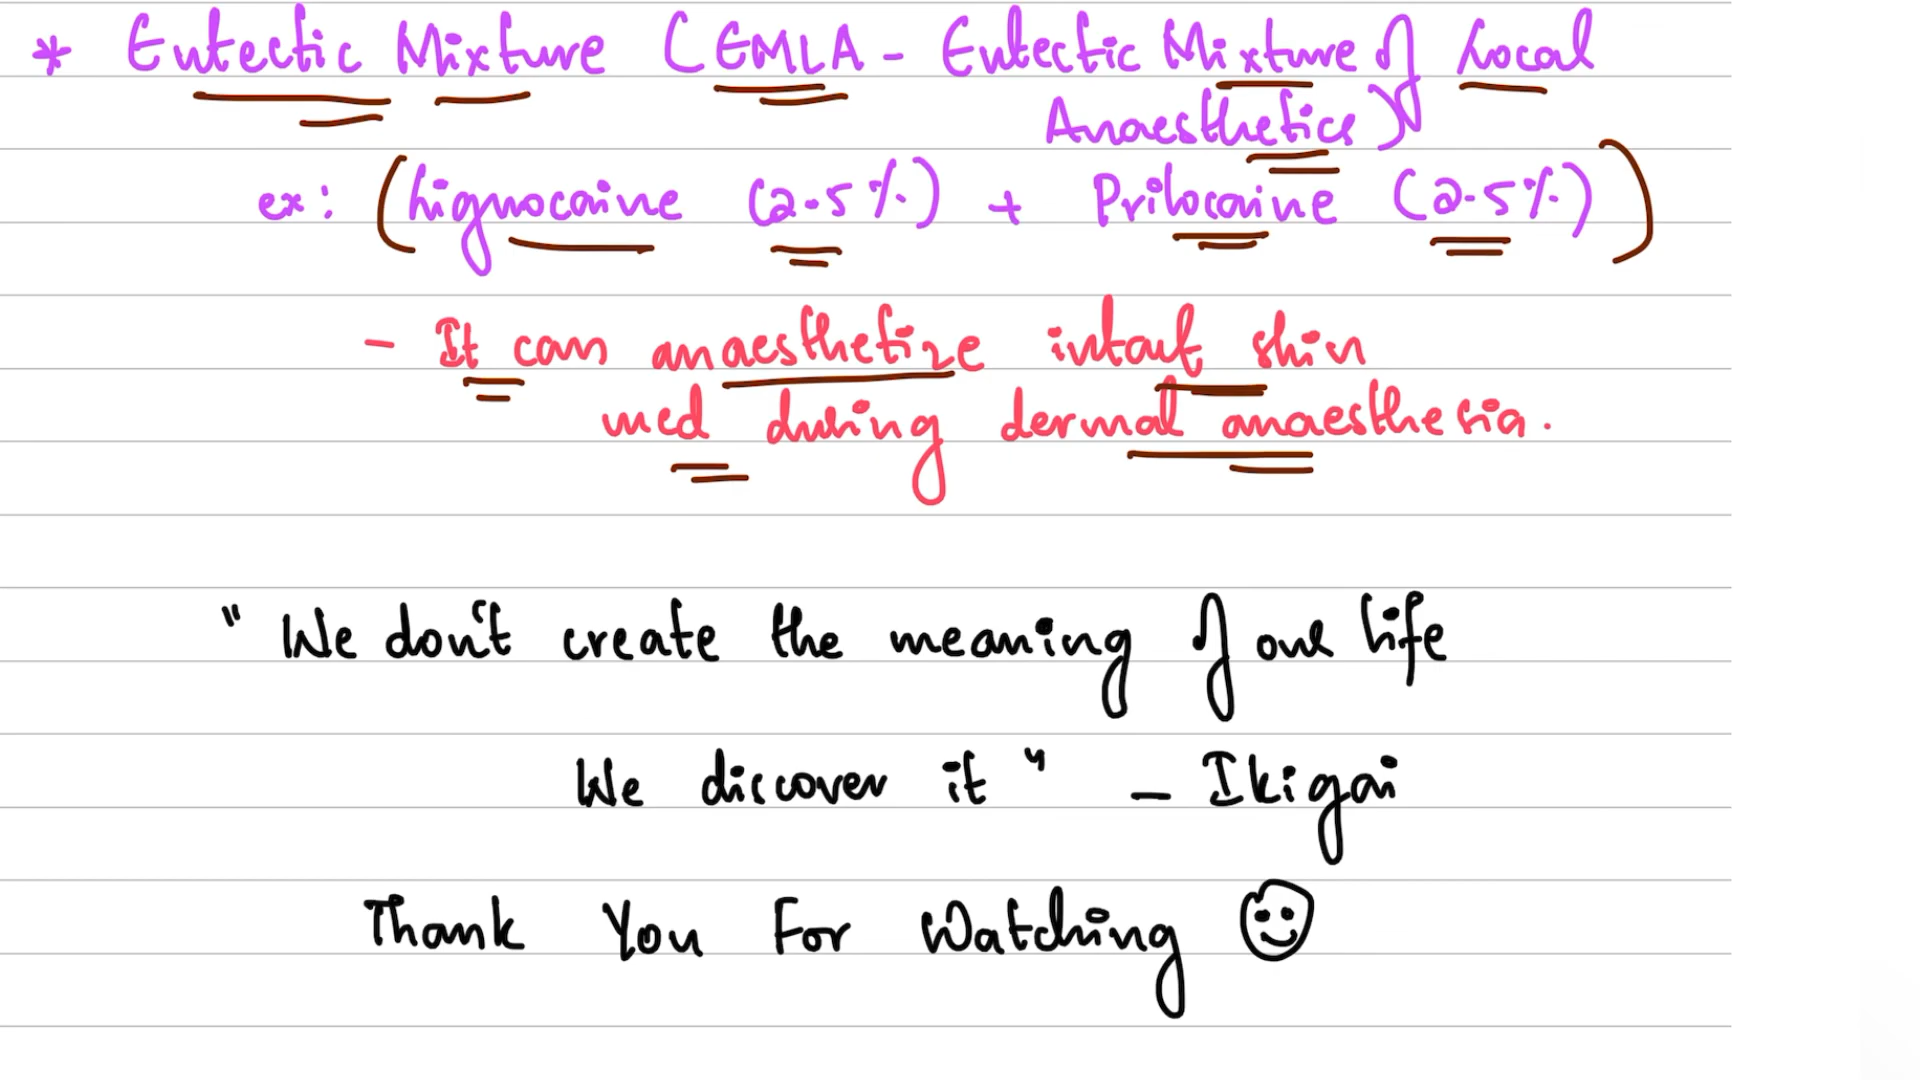 * Eutectic Mixture (EMLA - Eutectic Mixture of Local
Anaesthetics)
ex: (Lignocaine (2.5%) + Prilocaine (2.5%))
- It can anaesthetize intact skin
used during dermal anaesthesia.
"We don't create the meaning of our life
We discover it" - Ikigai
Thank You For Watching ☺